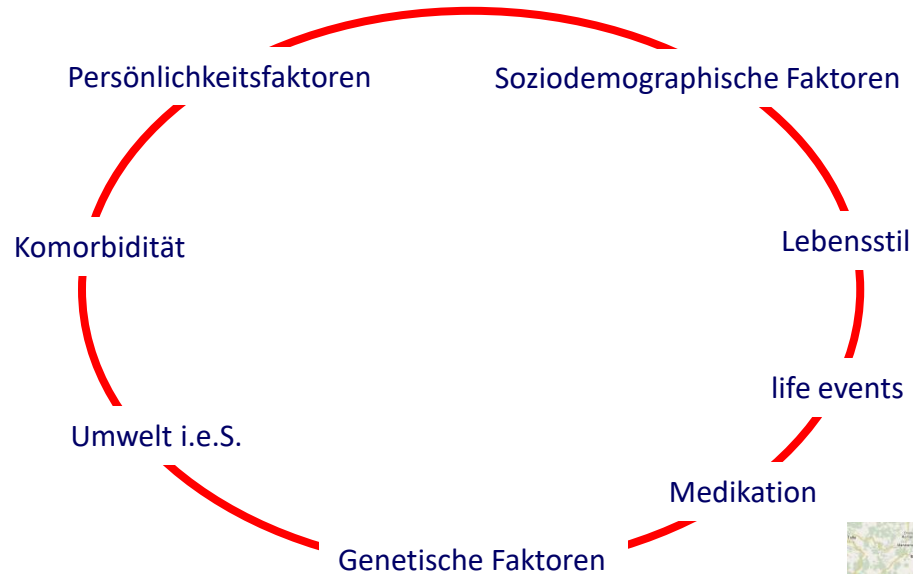 Persönlichkeitsfaktoren
Soziodemographische Faktoren
Komorbidität
Lebensstil
life events
Umwelt i.e.S.
Medikation
Genetische Faktoren